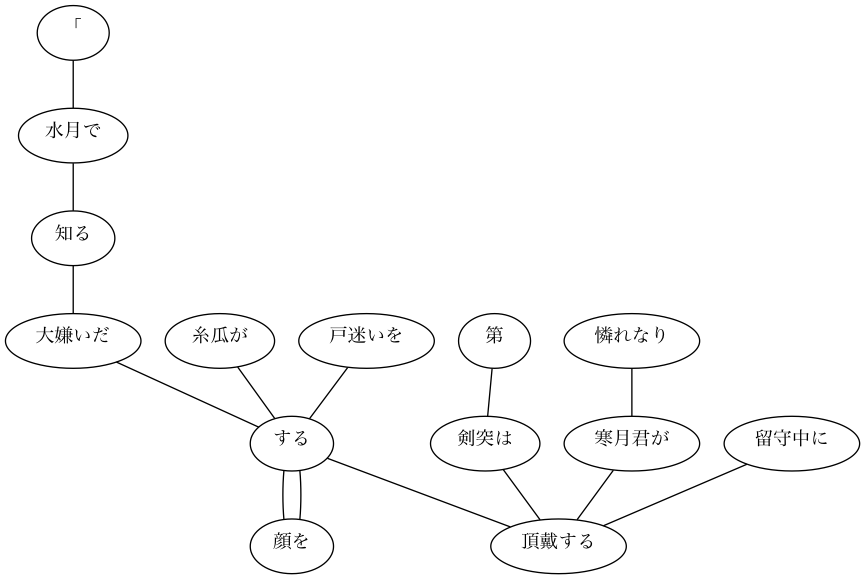 「
水月で
知る
大嫌いだ
糸瓜が
戸迷いを
第
憐れなり
する
剣突は
寒月君が
留守中に
顔を
頂戴する